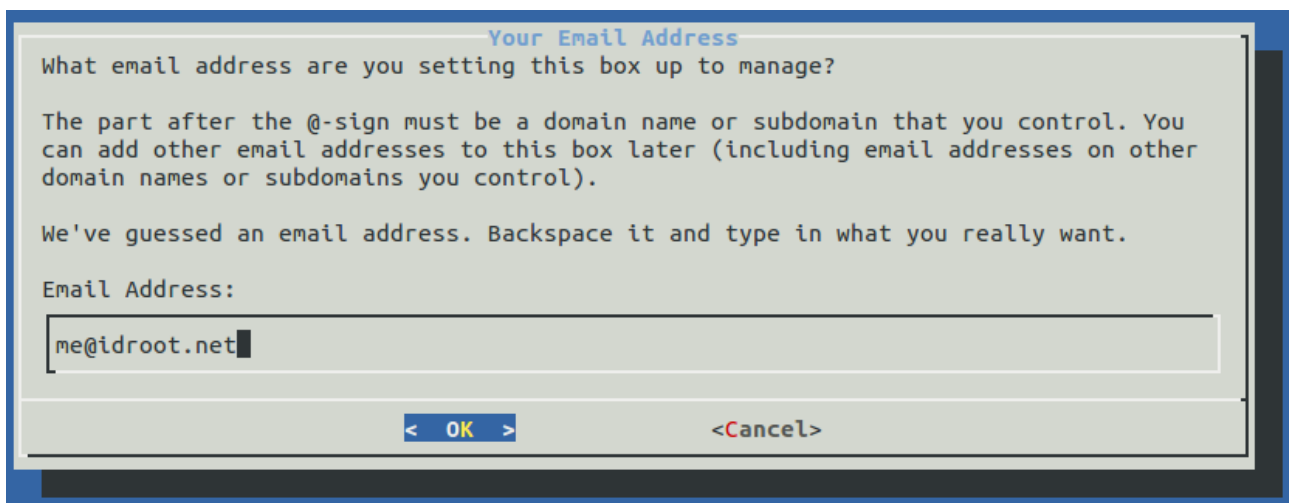 Your Email Address
What email address are you setting this box up to manage?
The part after the @-sign must be a domain name or subdomain that you control. You
can add other email addresses to this box later (including email addresses on other
domain names or subdomains you control).
We've guessed an email address. Backspace it and type in what you really want.
Email Address:
me@idroot.net
< OK > <Cancel>